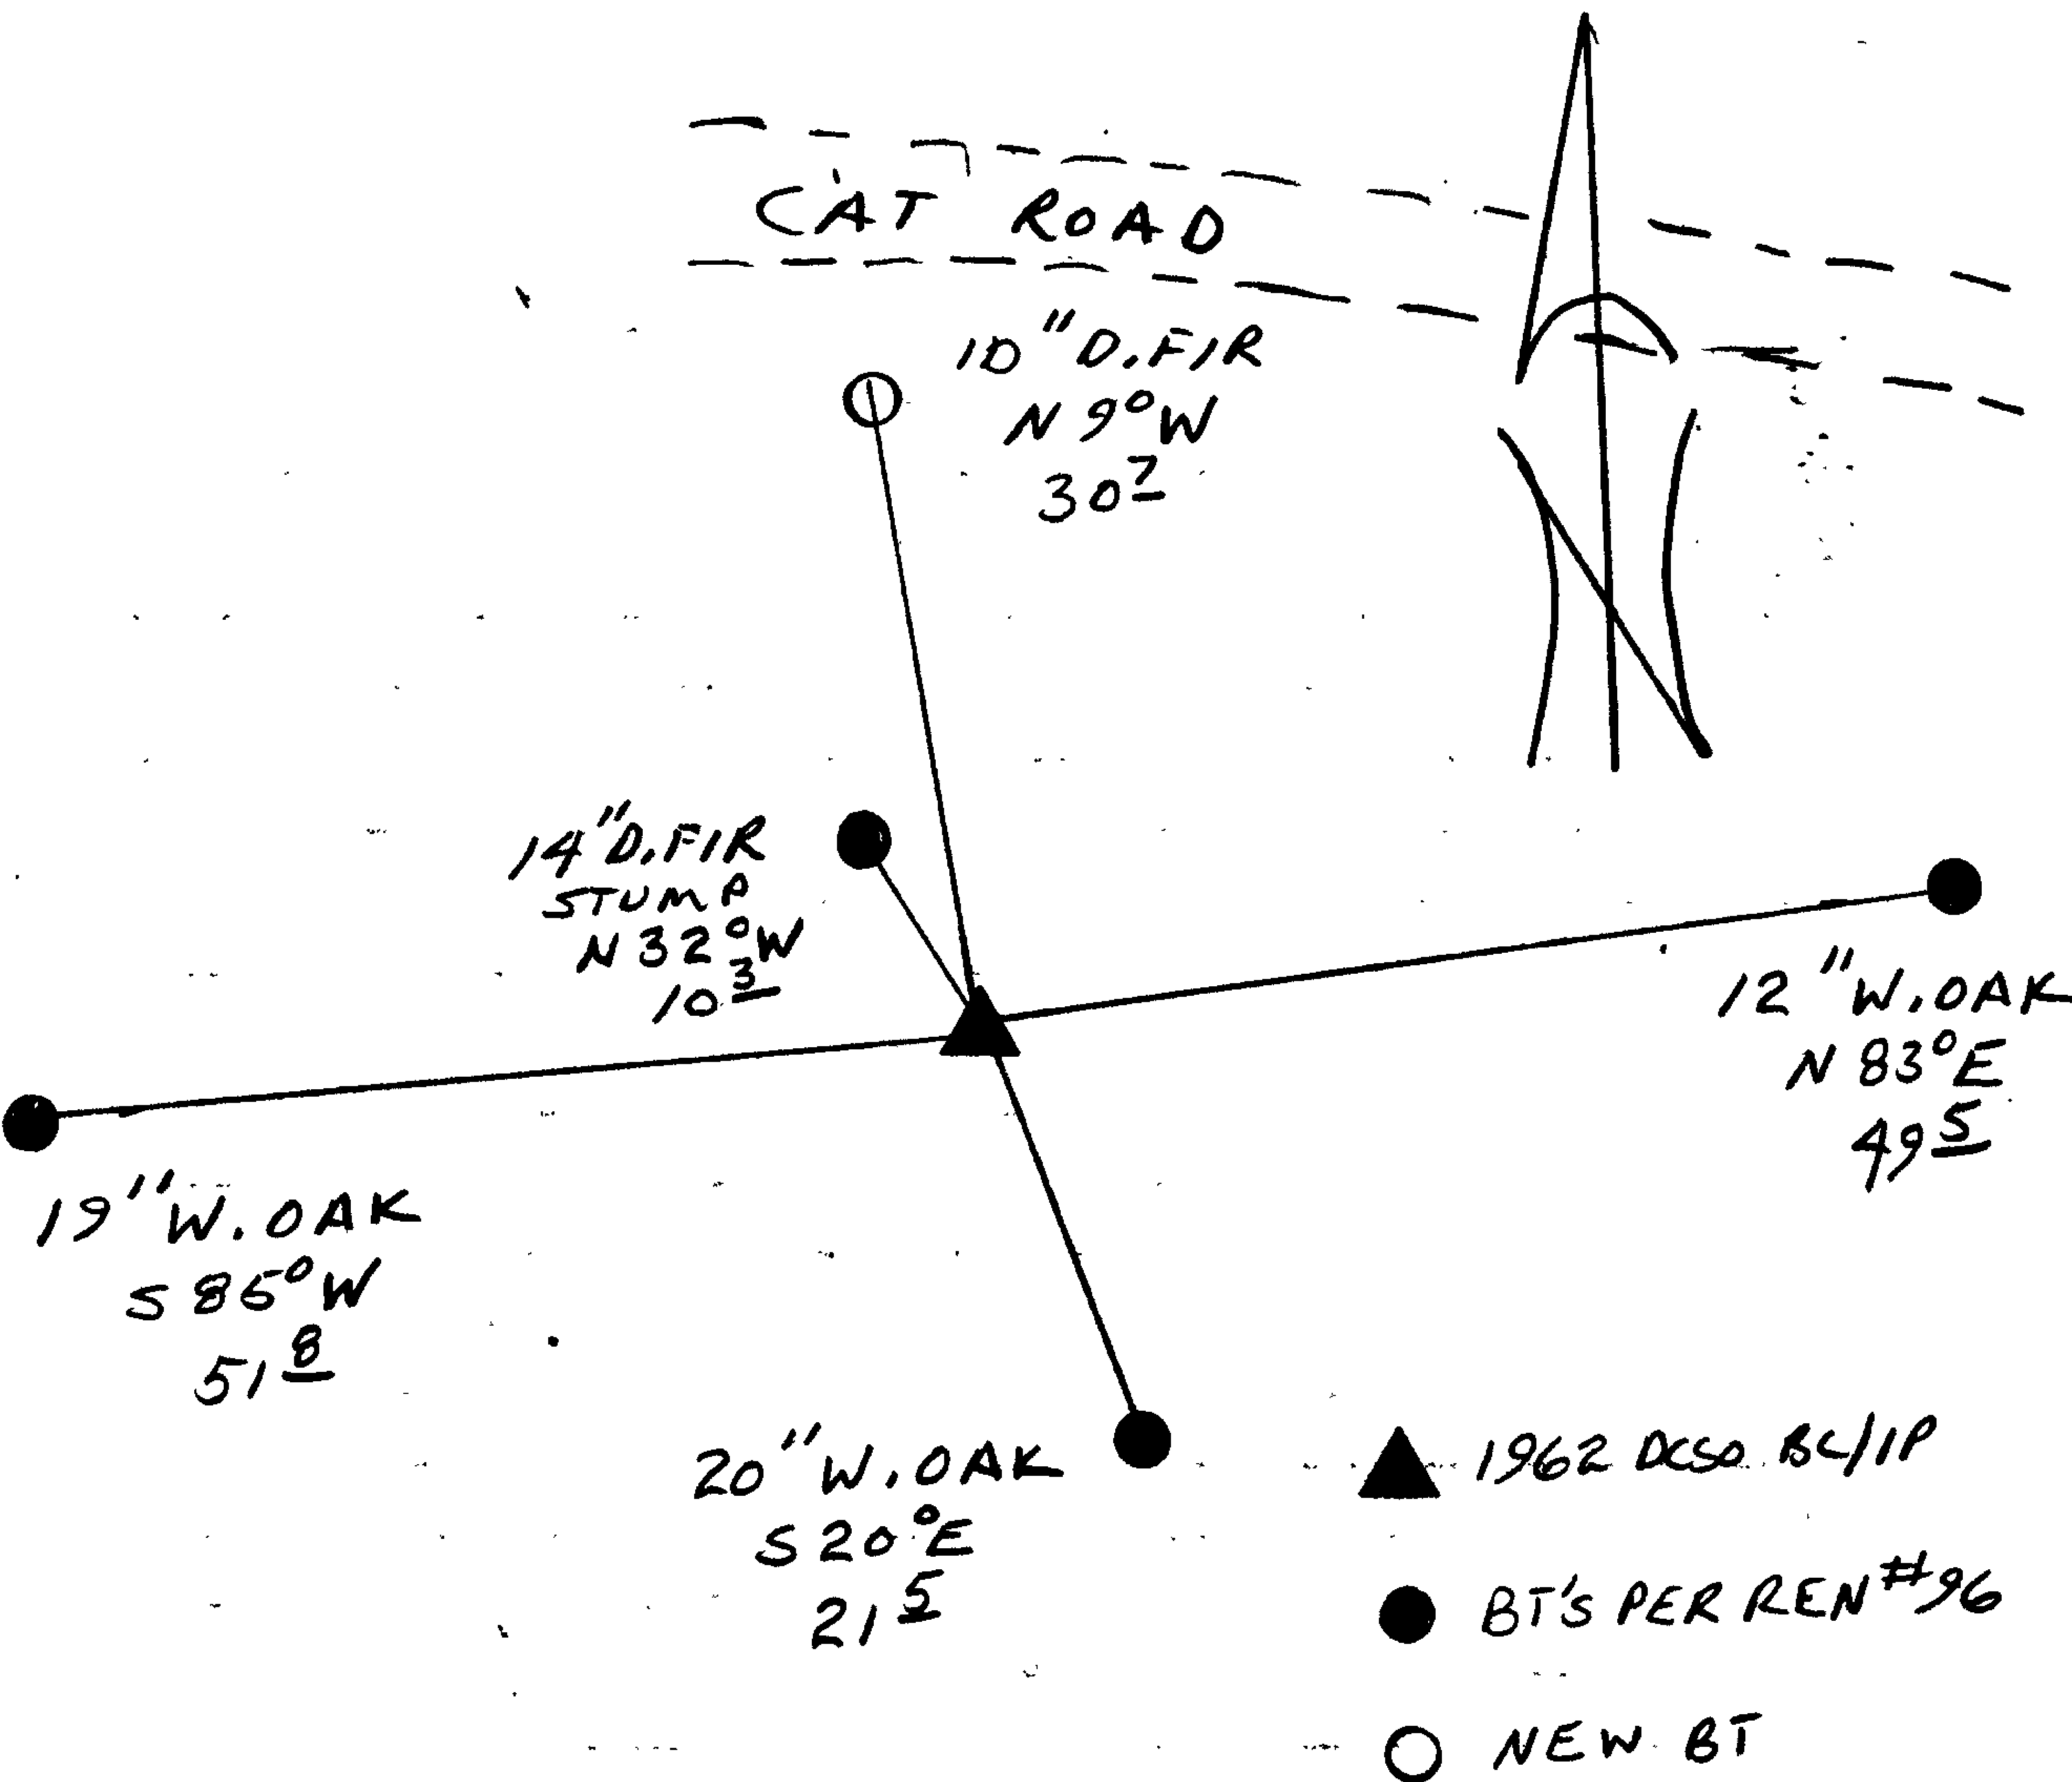 CAT ROAD
10" D.FIR
N 9° W
30 7
N
14" D.FIR
STUMP
N 32° W
10 3
12" W.OAK
N 83° E
49 5
19" W.OAK
S 85° W
51 8
20" W.OAK
S 20° E
21 5
1962 DCSO BC/IP
BT'S PER REN #96
NEW BT